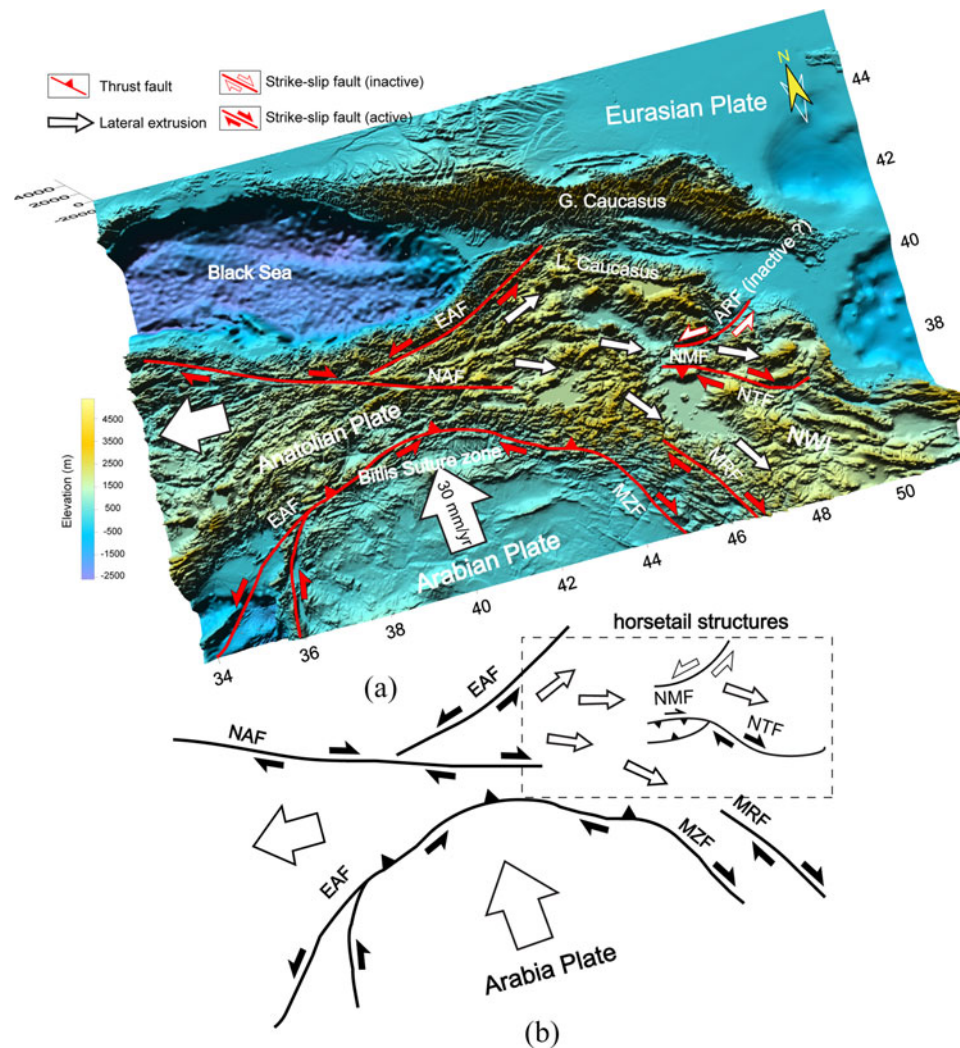 Thrust fault
Strike-slip fault (inactive)
Lateral extrusion
Strike-slip fault (active)
N
44
Eurasian Plate
4000
2000
0
-2000
42
G. Caucasus
Black Sea
40
L. Caucasus
ARF (inactive ?)
EAF
38
NMF
NAF
NTF
Anatolian Plate
NWI
Elevation (m)
4500
3500
2500
1500
500
-500
-1500
-2500
Bitlis Suture zone
MRF
EAF
30 mm/yr
MZF
Arabian Plate
50
48
46
44
42
40
38
36
34
horsetail structures
(a)
EAF
NMF
NAF
NTF
MRF
MZF
EAF
Arabia Plate
(b)